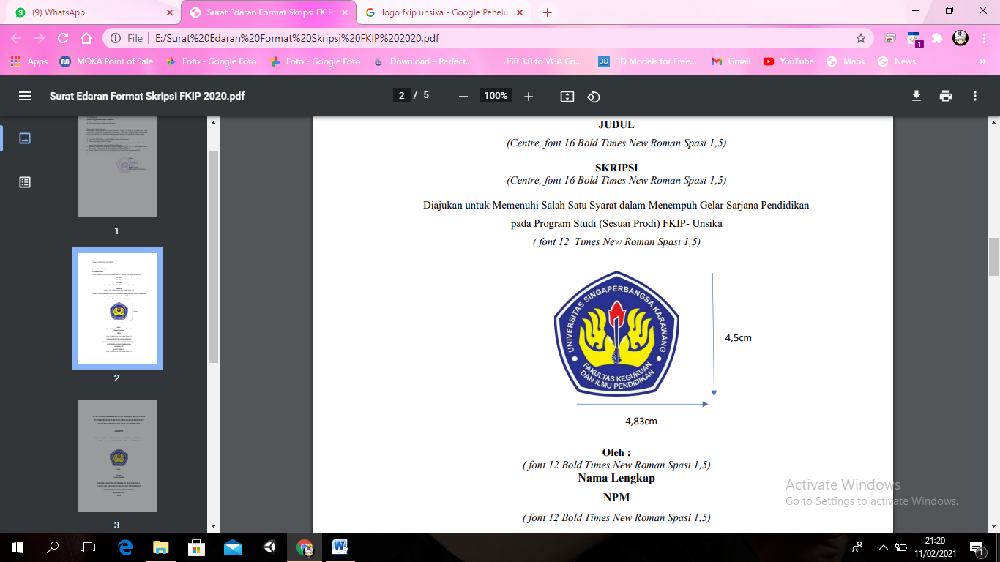 (9) WhatsApp
Surat Edaran Format Skripsi FKIP
logo fkip unsika - Google Penelus
File
E:/Surat%20Edaran%20Format%20Skripsi%20FKIP%202020.pdf
1
Apps
MOKA Point of Sale
Foto - Google Foto
Foto - Google Foto
Download – Perfect...
USB 3.0 to VGA Co...
3D Models for Free...
Gmail
YouTube
Maps
News
»
Surat Edaran Format Skripsi FKIP 2020.pdf
2 / 5
100%
1
2
3
JUDUL
(Centre, font 16 Bold Times New Roman Spasi 1,5)
SKRIPSI
(Centre, font 16 Bold Times New Roman Spasi 1,5)
Diajukan untuk Memenuhi Salah Satu Syarat dalam Menempuh Gelar Sarjana Pendidikan
pada Program Studi (Sesuai Prodi) FKIP- Unsika
( font 12 Times New Roman Spasi 1,5)
UNIVERSITAS SINGAPERBANGSA KARAWANG
FAKULTAS KEGURUAN
DAN ILMU PENDIDIKAN
4,5cm
4,83cm
Oleh :
( font 12 Bold Times New Roman Spasi 1,5)
Nama Lengkap
NPM
( font 12 Bold Times New Roman Spasi 1,5)
Activate Windows
Go to Settings to activate Windows.
21:20
11/02/2021
1